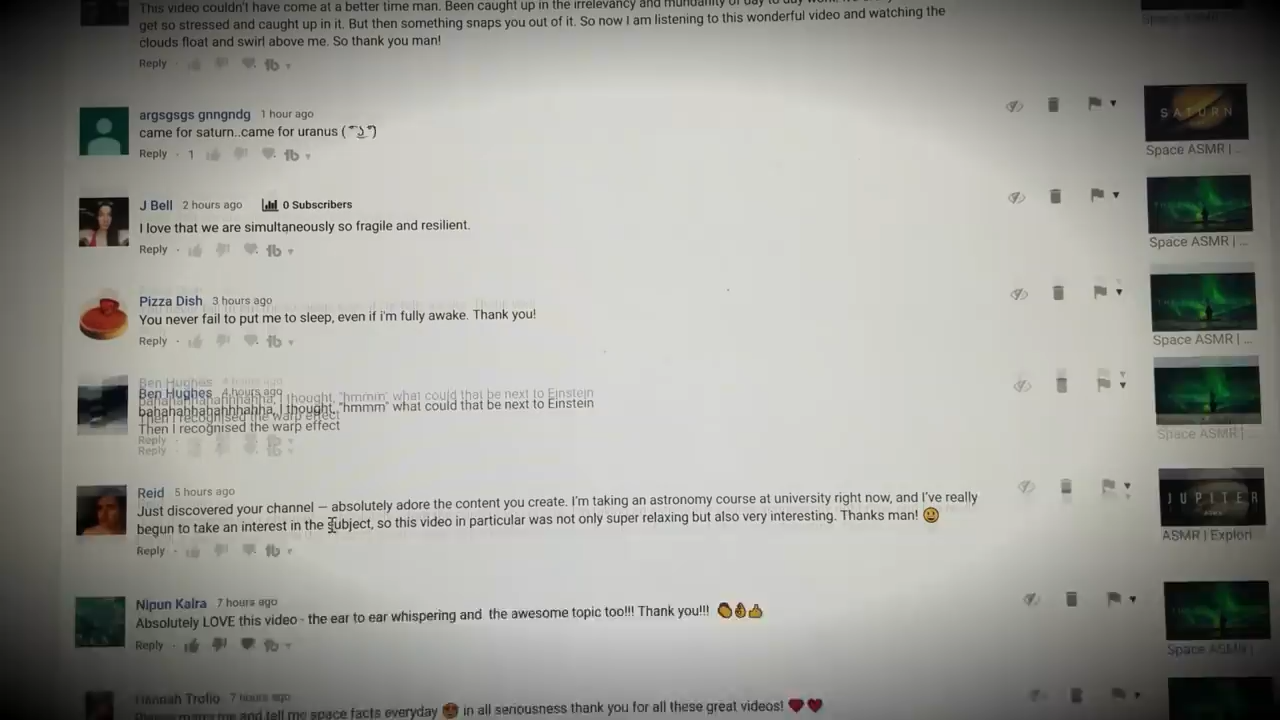 This video couldn't have come at a better time man. Been caught up in the irrelevancy and mundanity of day to day
get so stressed and caught up in it. But then something snaps you out of it. So now I am listening to this wonderful video and watching the
clouds float and swirl above me. So thank you man!
Reply
argsgsgs gnngndg 1 hour ago
came for saturn..came for uranus ( ͡° ͜ʖ ͡°)
Reply · 1
SATURN
Space ASMR | ...
J Bell 2 hours ago 0 Subscribers
I love that we are simultaneously so fragile and resilient.
Reply ·
Space ASMR | ...
Pizza Dish 3 hours ago
You never fail to put me to sleep, even if i'm fully awake. Thank you!
Reply ·
Space ASMR | ...
Ben Hughes 4 hours ago
bahahahhahahhhahha, I thought, "hmmm" what could that be next to Einstein
Then I recognised the warp effect
Reply
Space ASMR |
Reid 5 hours ago
Just discovered your channel — absolutely adore the content you create. I'm taking an astronomy course at university right now, and I've really
begun to take an interest in the subject, so this video in particular was not only super relaxing but also very interesting. Thanks man! 😃
Reply ·
JUPITER
ASMR | Explori
Nipun Kalra 7 hours ago
Absolutely LOVE this video - the ear to ear whispering and the awesome topic too!!! Thank you!!! 👏👌👍
Reply ·
Space ASMR |
Hannah Trolio 7 hours ago
and tell me space facts everyday 😍 in all seriousness thank you for all these great videos! ❤️❤️